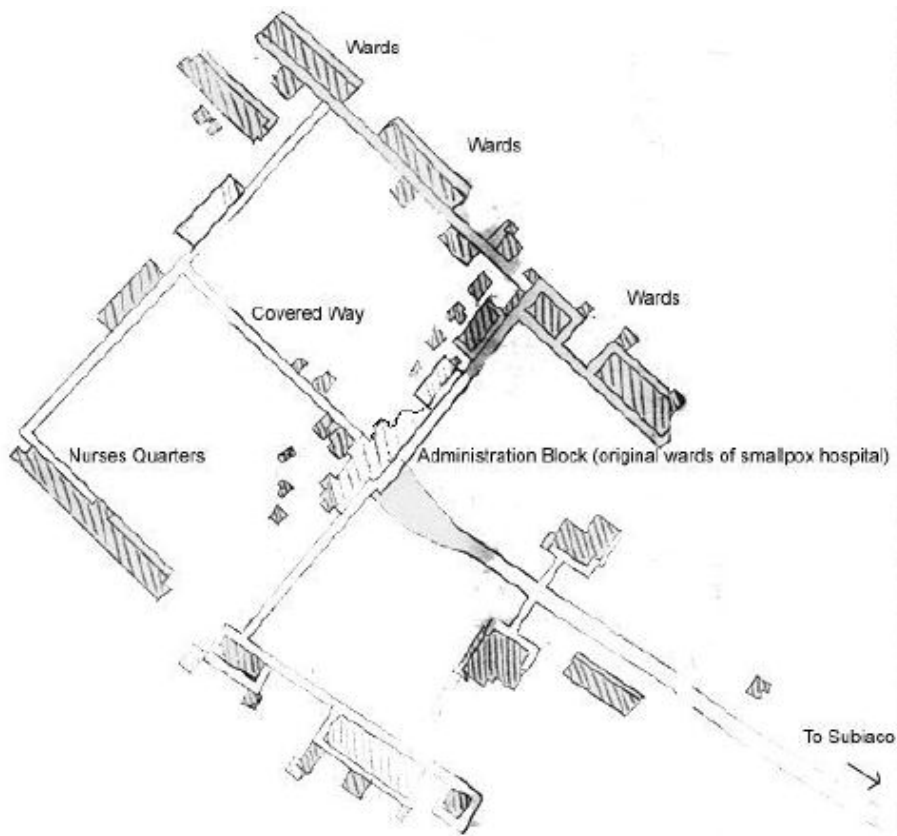 Wards
Wards
Wards
Covered Way
Nurses Quarters
Administration Block (original wards of smallpox hospital)
To Subiaco